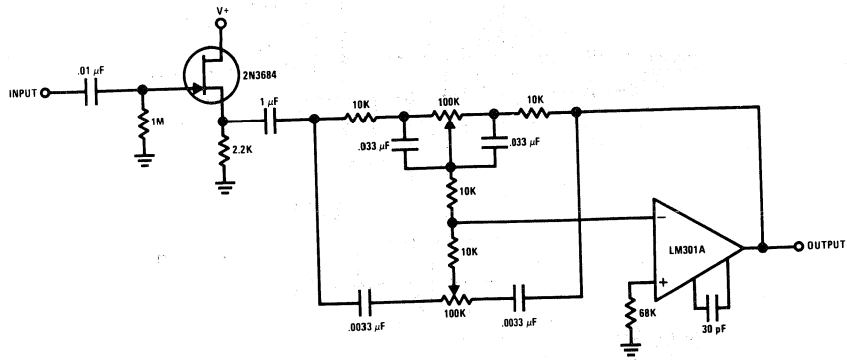 V+
.01 µF
2N3684
INPUT
1M
1 µF
2.2K
10K
100K
10K
.033 µF
.033 µF
10K
10K
−
LM301A
OUTPUT
+
.0033 µF
100K
.0033 µF
68K
30 pF